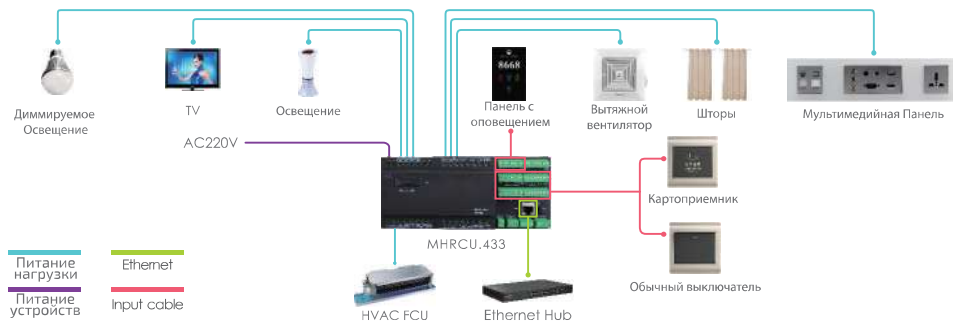 8668
Диммируемое
Освещение
TV
Освещение
Панель с
оповещением
Вытяжной
вентилятор
Шторы
Мультимедийная Панель
AC220V
Картоприемник
MHRCU.433
Обычный выключатель
Питание
нагрузки
Ethernet
Питание
устройств
Input cable
HVAC FCU
Ethernet Hub